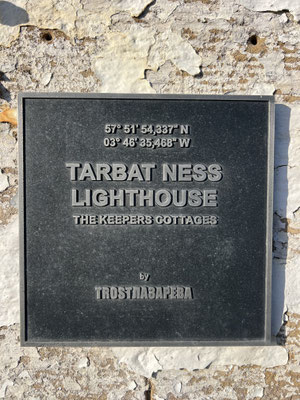 57° 51' 54,337" N
03° 46' 35,468" W
TARBAT NESS
LIGHTHOUSE
THE KEEPERS COTTAGES
by